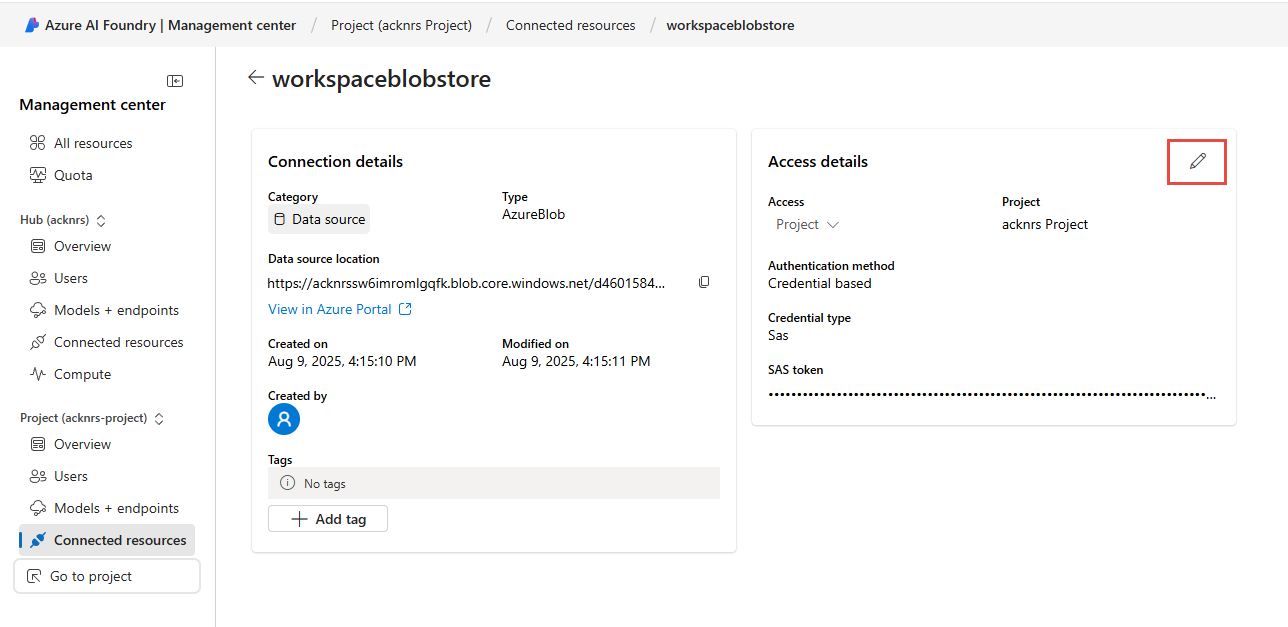 Azure AI Foundry | Management center / Project (acknrs Project) / Connected resources / workspaceblobstore
Management center
All resources
Quota
Hub (acknrs)
Overview
Users
Models + endpoints
Connected resources
Compute
Project (acknrs-project)
Overview
Users
Models + endpoints
Connected resources
Go to project
workspaceblobstore
Connection details
Category
Data source
Type
AzureBlob
Data source location
https://acknrssw6imromlgqfk.blob.core.windows.net/d4601584...
View in Azure Portal
Created on
Aug 9, 2025, 4:15:10 PM
Modified on
Aug 9, 2025, 4:15:11 PM
Created by
Tags
No tags
Add tag
Access details
Access
Project
Project
acknrs Project
Authentication method
Credential based
Credential type
Sas
SAS token
••••••••••••••••••••••••••••••••••••••••••••••••••••••••••••••••••••••••...